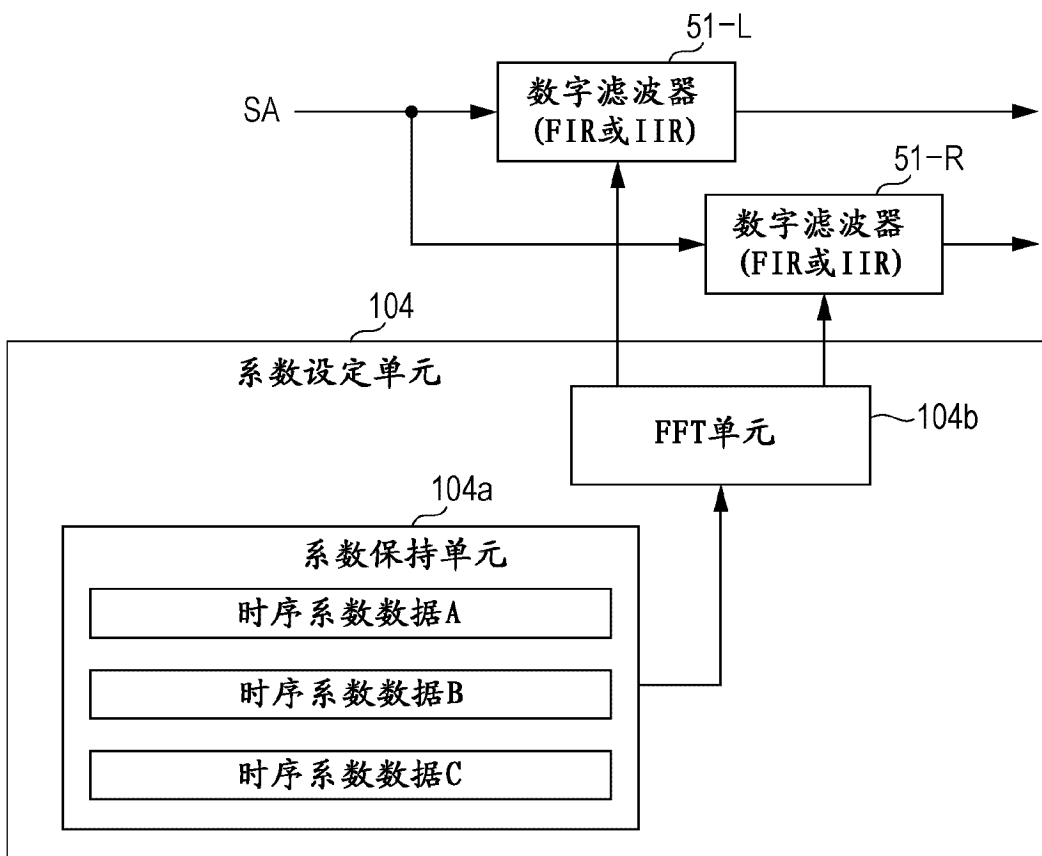 51-L
SA
数字滤波器
(FIR或IIR)
51-R
数字滤波器
(FIR或IIR)
104
系数设定单元
FFT单元
104b
104a
系数保持单元
时序系数数据A
时序系数数据B
时序系数数据C